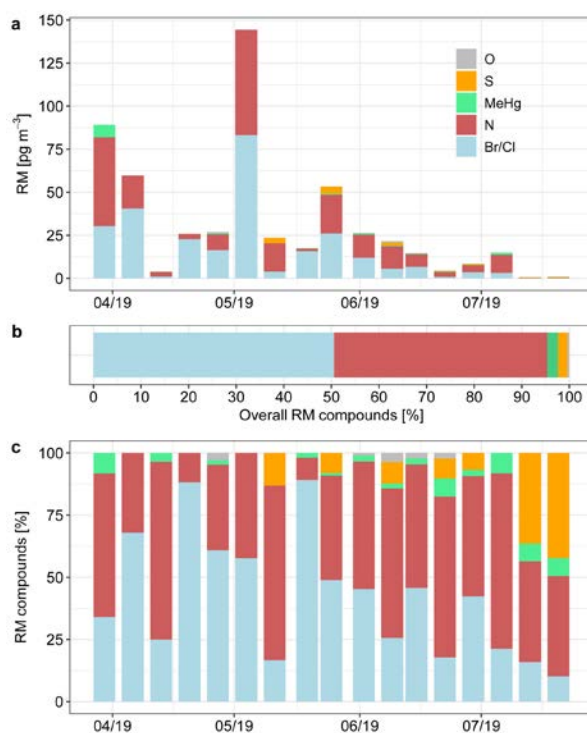 a
150
125
100
75
50
25
0
RM [pg m⁻³]
O
S
MeHg
N
Br/Cl
04/19 05/19 06/19 07/19
b
0 10 20 30 40 50 60 70 80 90 100
Overall RM compounds [%]
c
100
75
50
25
0
RM compounds [%]
04/19 05/19 06/19 07/19